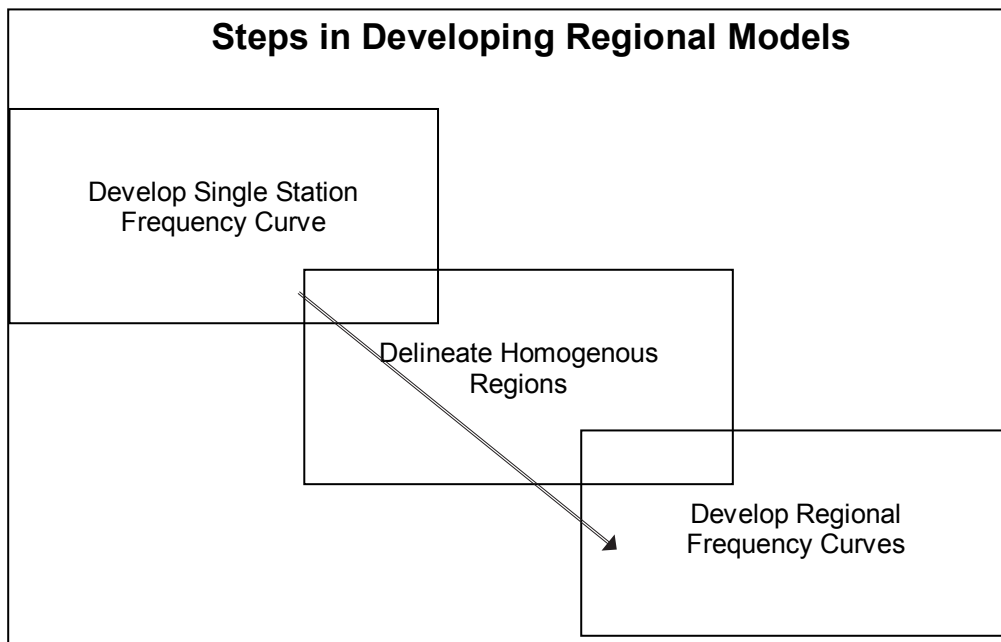 Steps in Developing Regional Models
Develop Single Station
Frequency Curve
Delineate Homogenous
Regions
Develop Regional
Frequency Curves